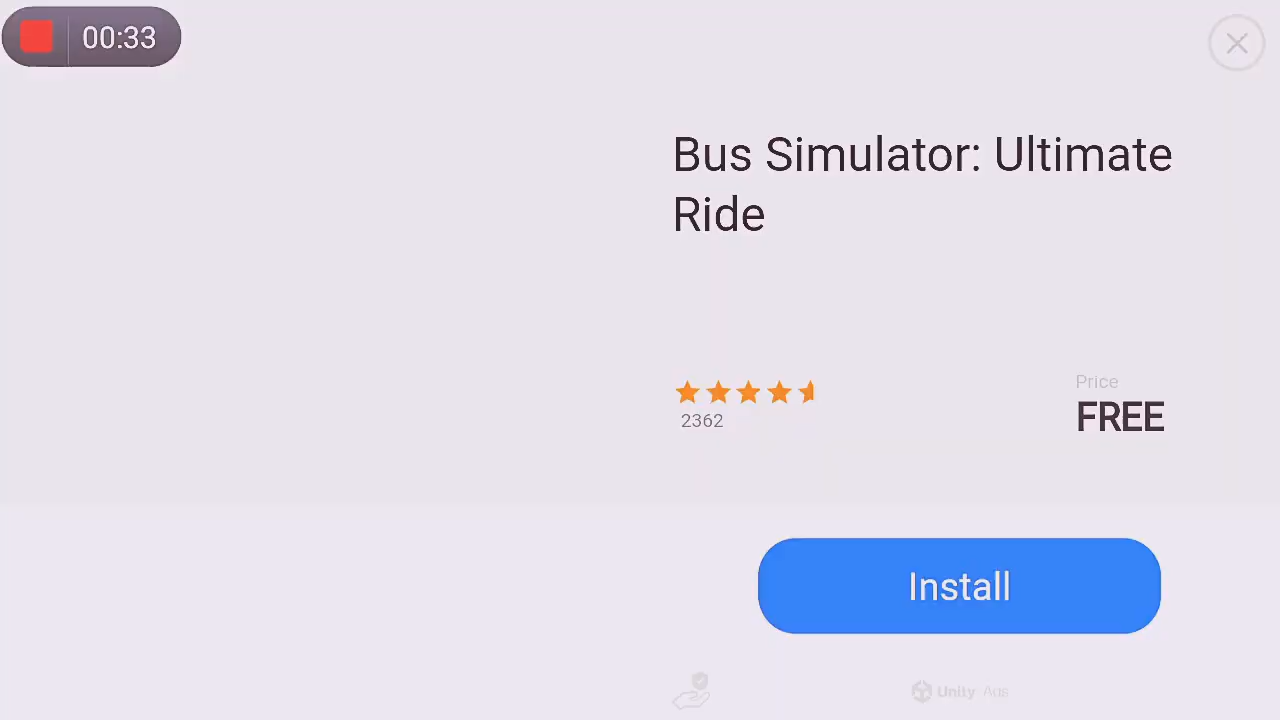 00:33
Bus Simulator: Ultimate
Ride
2362
Price
FREE
Install
Unity Ads